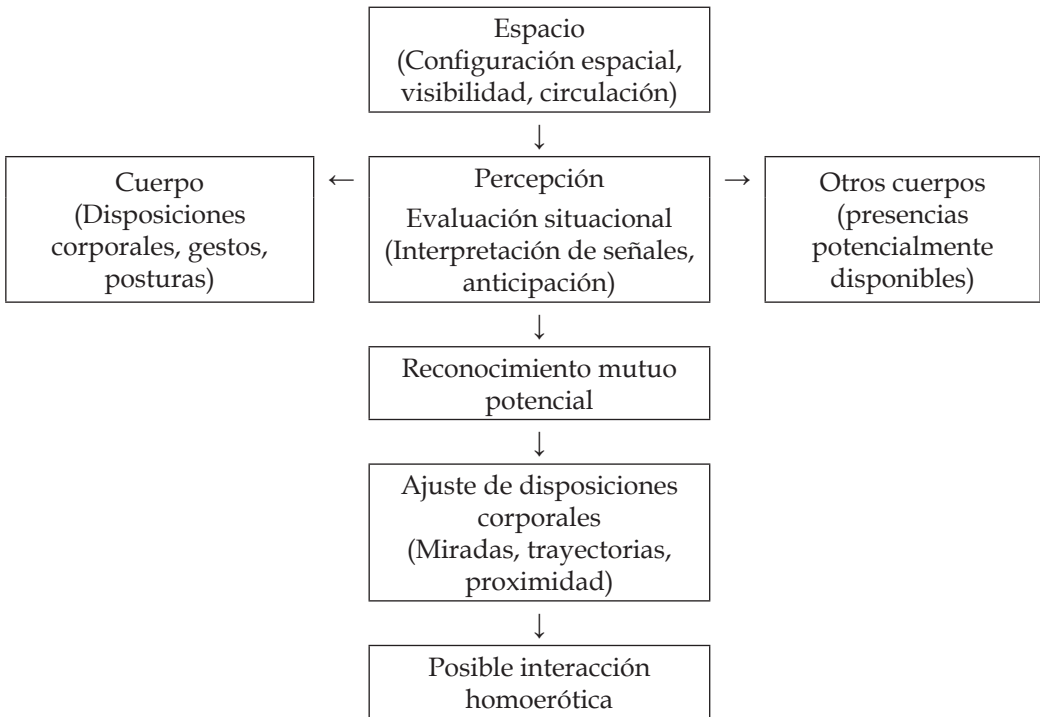 Espacio
(Configuración espacial,
visibilidad, circulación)
↓
Cuerpo
(Disposiciones
corporales, gestos,
posturas)
←
Percepción
Evaluación situacional
(Interpretación de señales,
anticipación)
→
Otros cuerpos
(presencias
potencialmente
disponibles)
↓
Reconocimiento mutuo
potencial
↓
Ajuste de disposiciones
corporales
(Miradas, trayectorias,
proximidad)
↓
Posible interacción
homoerótica